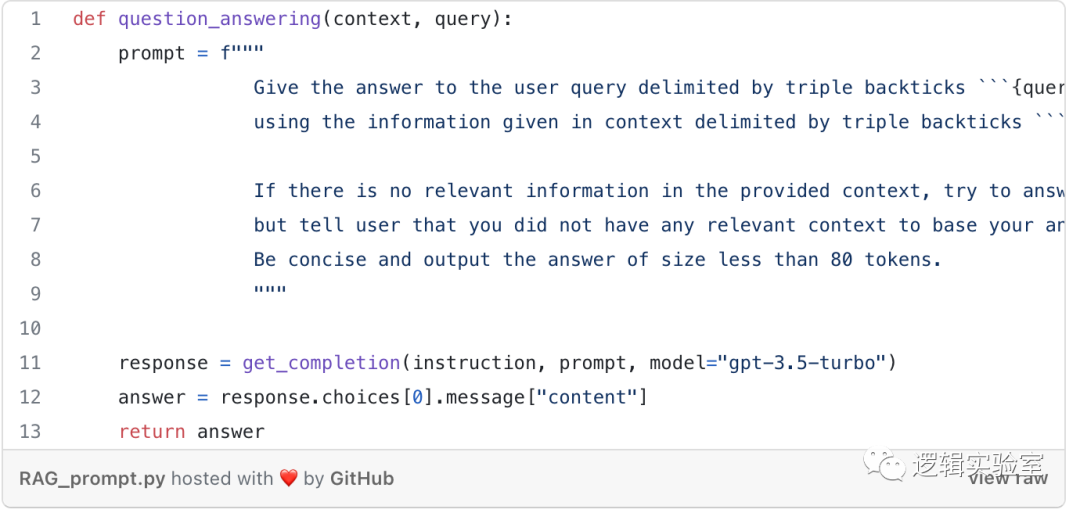 1 def question_answering(context, query):
2 prompt = f"""
3 Give the answer to the user query delimited by triple backticks ```{quer
4 using the information given in context delimited by triple backticks ```
5
6 If there is no relevant information in the provided context, try to answ
7 but tell user that you did not have any relevant context to base your an
8 Be concise and output the answer of size less than 80 tokens.
9 """
10
11 response = get_completion(instruction, prompt, model="gpt-3.5-turbo")
12 answer = response.choices[0].message["content"]
13 return answer
RAG_prompt.py hosted with ❤ by GitHub
view raw
逻辑实验室